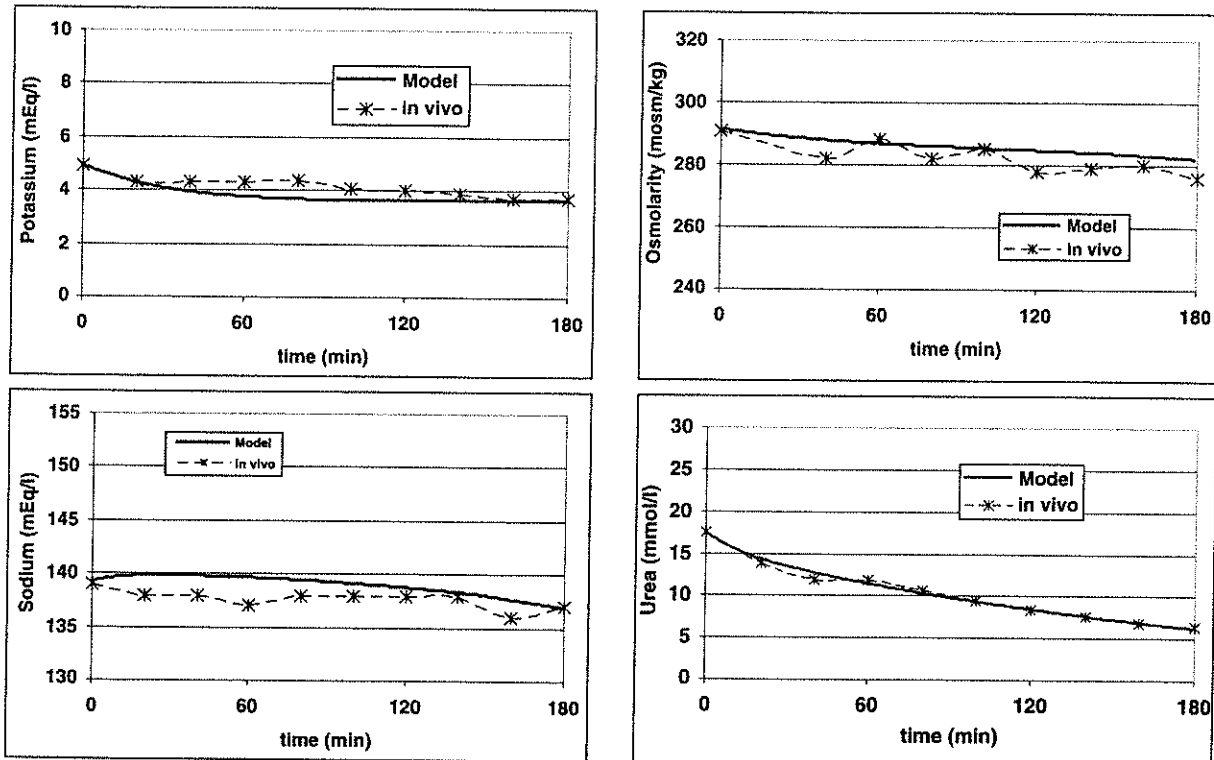 10
8
6
4
2
0
Potassium (mEq/l)
Model
in vivo
0 60 120 180
time (min)
320
300
280
260
240
Osmolarity (mosm/kg)
Model
In vivo
0 60 120 180
time (min)
155
150
145
140
135
130
Sodium (mEq/l)
Model
in vivo
0 60 120 180
time (min)
30
25
20
15
10
5
0
Urea (mmol/l)
Model
in vivo
0 60 120 180
time (min)